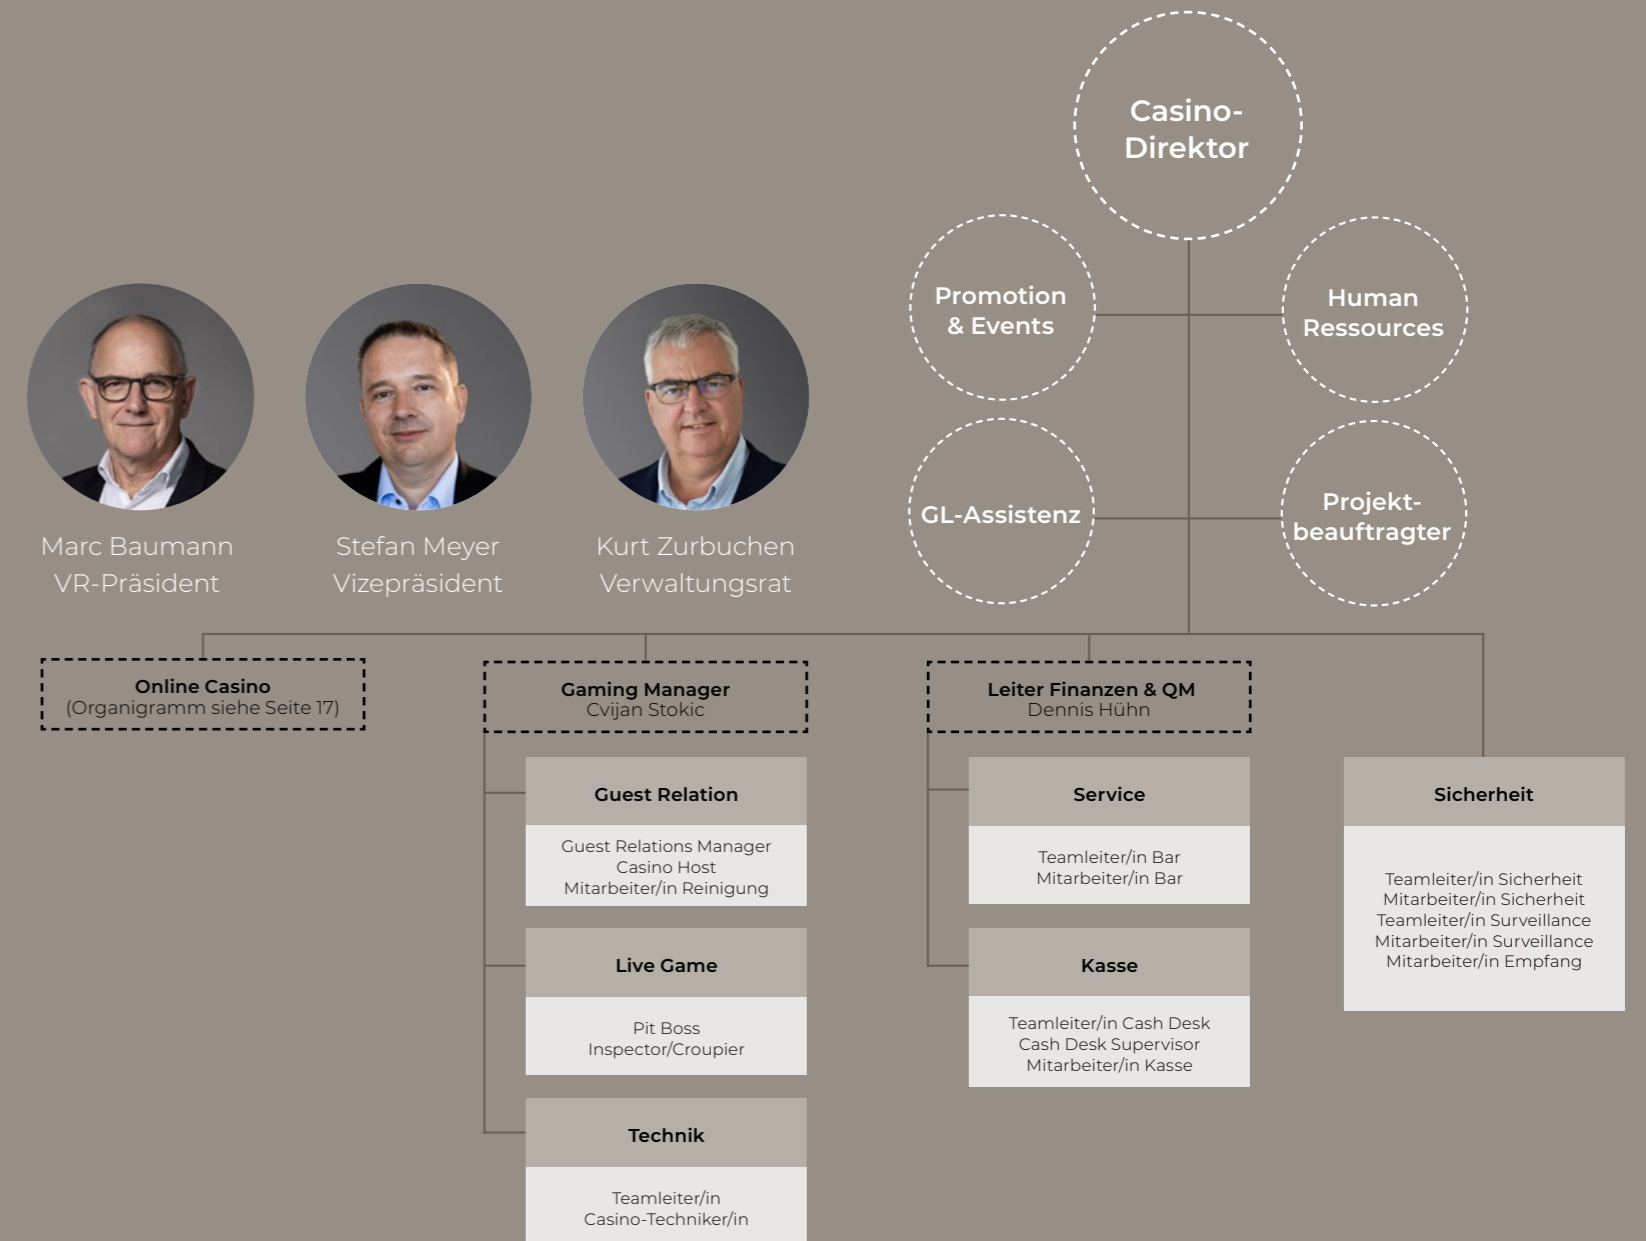 Casino-
Direktor
Promotion
& Events
Human
Ressources
GL-Assistenz
Projekt-
beauftragter
Marc Baumann
VR-Präsident
Stefan Meyer
Vizepräsident
Kurt Zurbuchen
Verwaltungsrat
Online Casino
(Organigramm siehe Seite 17)
Gaming Manager
Cvijan Stokic
Guest Relation
Guest Relations Manager
Casino Host
Mitarbeiter/in Reinigung
Live Game
Pit Boss
Inspector/Croupier
Technik
Teamleiter/in
Casino-Techniker/in
Leiter Finanzen & QM
Dennis Hühn
Service
Teamleiter/in Bar
Mitarbeiter/in Bar
Kasse
Teamleiter/in Cash Desk
Cash Desk Supervisor
Mitarbeiter/in Kasse
Sicherheit
Teamleiter/in Sicherheit
Mitarbeiter/in Sicherheit
Teamleiter/in Surveillance
Mitarbeiter/in Surveillance
Mitarbeiter/in Empfang